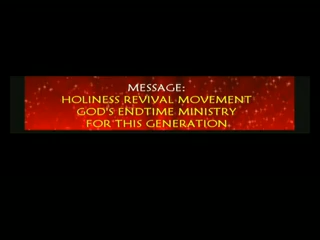 MESSAGE:
HOLINESS REVIVAL MOVEMENT
GOD'S ENDTIME MINISTRY
FOR THIS GENERATION.